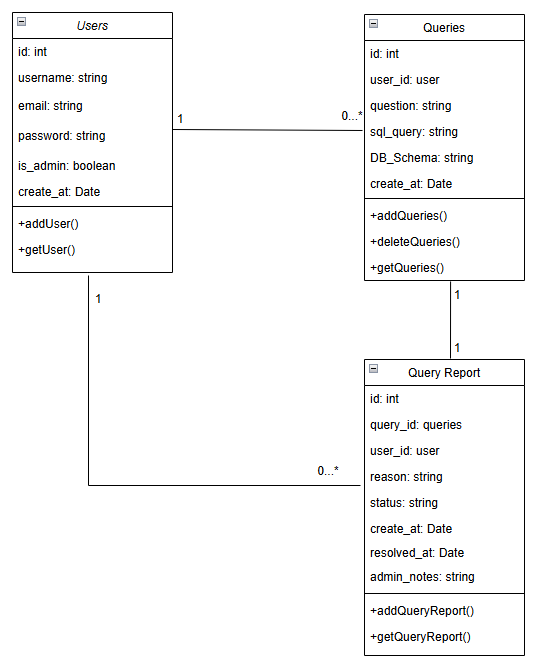 Users
id: int
username: string
email: string
password: string
is_admin: boolean
create_at: Date
+addUser()
+getUser()
1
0...*
Queries
id: int
user_id: user
question: string
sql_query: string
DB_Schema: string
create_at: Date
+addQueries()
+deleteQueries()
+getQueries()
1
1
1
0...*
Query Report
id: int
query_id: queries
user_id: user
reason: string
status: string
create_at: Date
resolved_at: Date
admin_notes: string
+addQueryReport()
+getQueryReport()